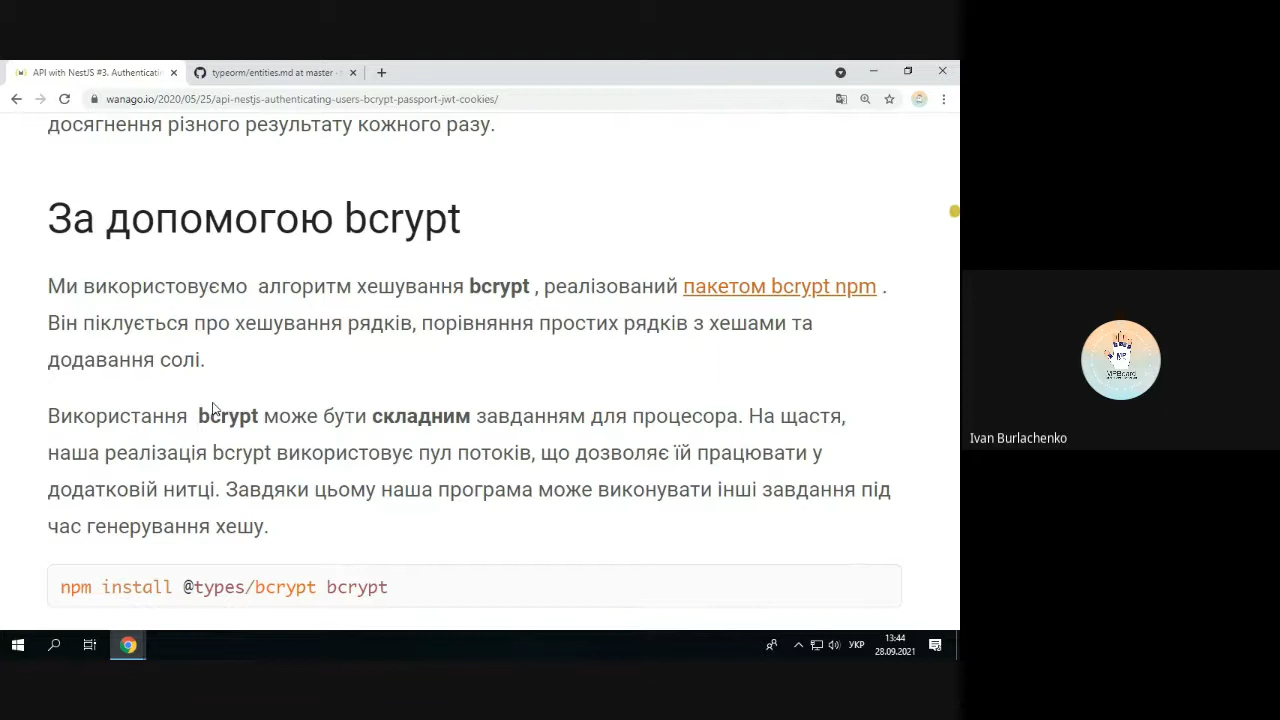 API with NestJS #3. Authenticati
typeorm/entities.md at master ·
wanago.io/2020/05/25/api-nestjs-authenticating-users-bcrypt-passport-jwt-cookies/
досягнення різного результату кожного разу.
За допомогою bcrypt
Ми використовуємо алгоритм хешування bcrypt , реалізований пакетом bcrypt npm .
Він піклується про хешування рядків, порівняння простих рядків з хешами та
додавання солі.
Використання bcrypt може бути складним завданням для процесора. На щастя,
наша реалізація bcrypt використовує пул потоків, що дозволяє їй працювати у
додатковій нитці. Завдяки цьому наша програма може виконувати інші завдання під
час генерування хешу.
npm install @types/bcrypt bcrypt
УКР
13:44
28.09.2021
Ivan Burlachenko